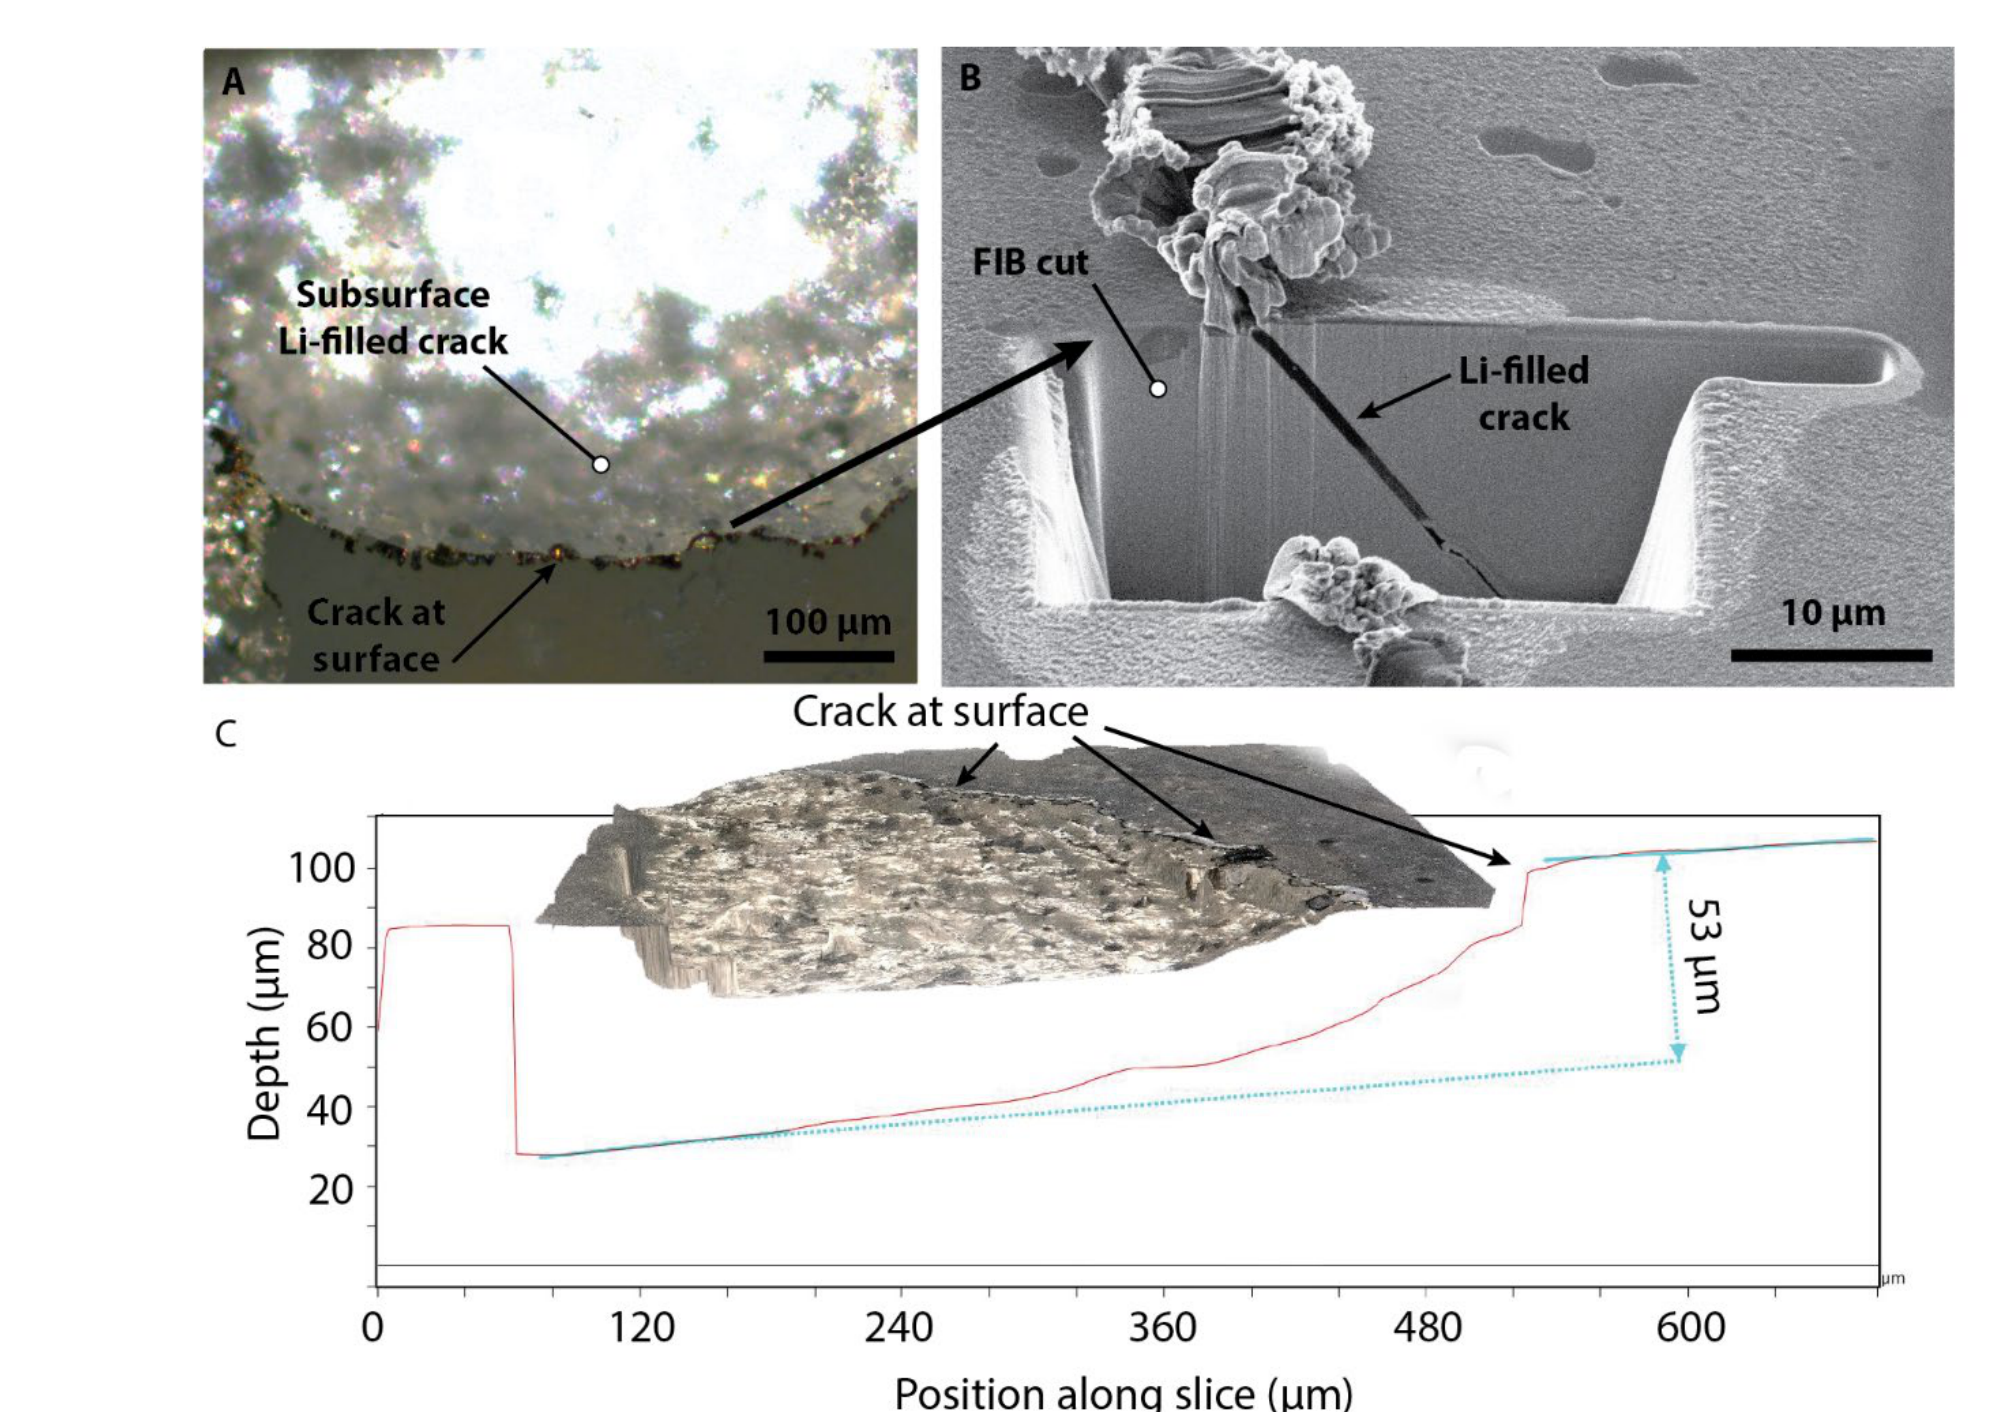 A
Subsurface
Li-filled crack
Crack at
surface
100 µm
B
FIB cut
Li-filled
crack
10 µm
C
Crack at surface
100
80
60
40
20
Depth (µm)
53 µm
µm
0 120 240 360 480 600
Position along slice (µm)